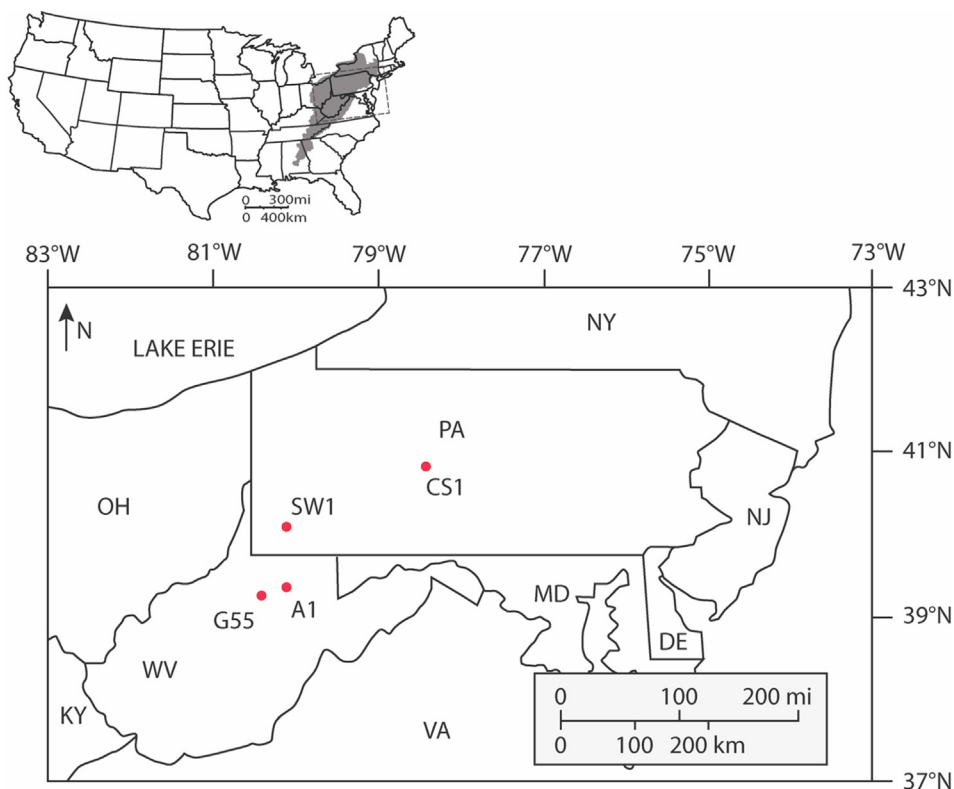 0 300mi
0 400km
83°W 81°W 79°W 77°W 75°W 73°W
43°N
N
NY
LAKE ERIE
PA
41°N
CS1
SW1
OH
NJ
MD
A1
39°N
G55
DE
WV
0 100 200 mi
KY
VA
0 100 200 km
37°N